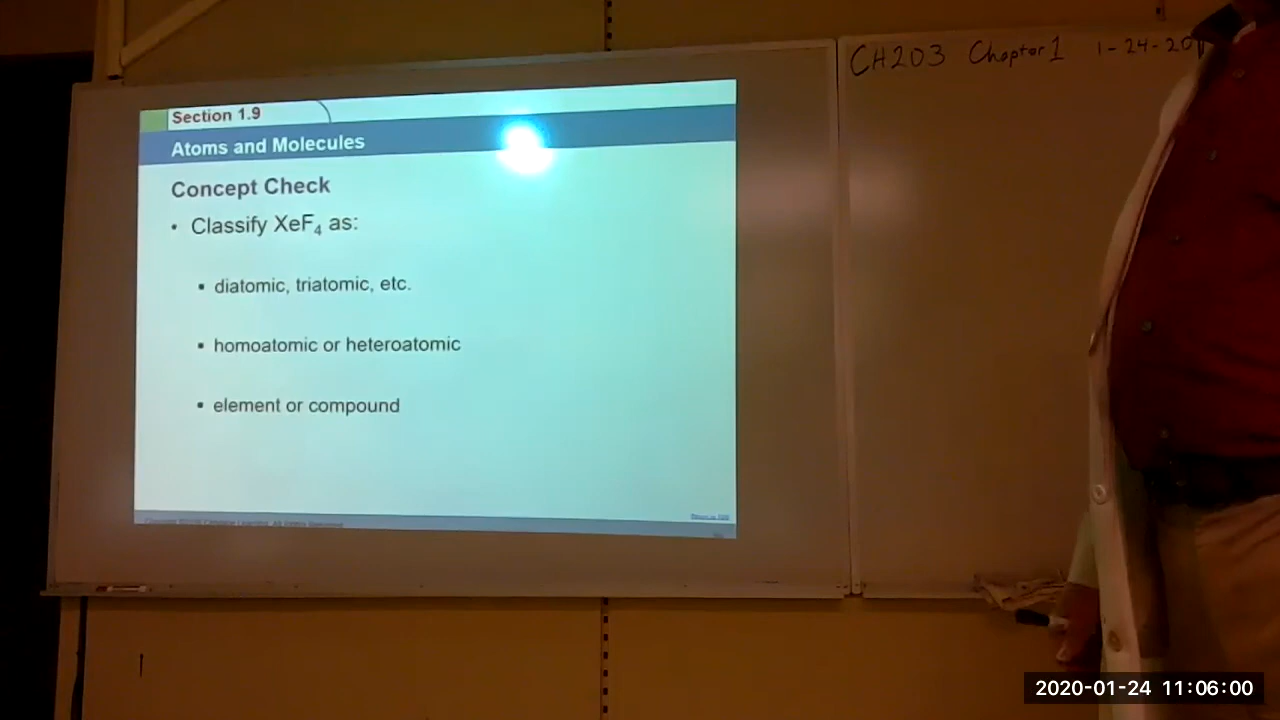 CH203 Chapter 1 1-24-20
Section 1.9
Atoms and Molecules
Concept Check
• Classify XeF₄ as:
▪ diatomic, triatomic, etc.
▪ homoatomic or heteroatomic
▪ element or compound
2020-01-24 11:06:00